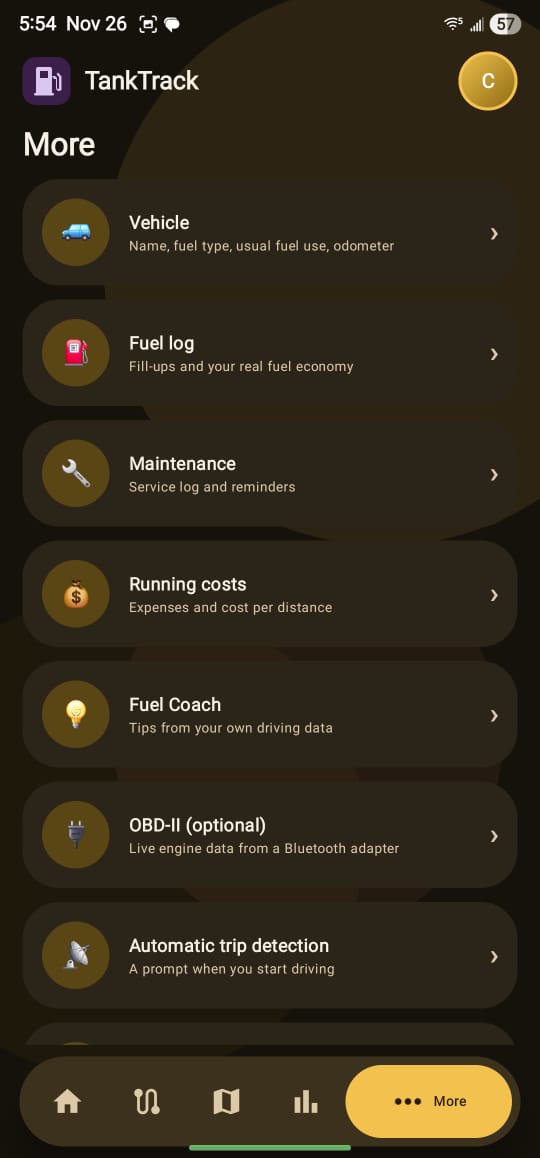 5:54 Nov 26
57
TankTrack
C
More
Vehicle
Name, fuel type, usual fuel use, odometer
Fuel log
Fill-ups and your real fuel economy
Maintenance
Service log and reminders
Running costs
Expenses and cost per distance
Fuel Coach
Tips from your own driving data
OBD-II (optional)
Live engine data from a Bluetooth adapter
Automatic trip detection
A prompt when you start driving
More